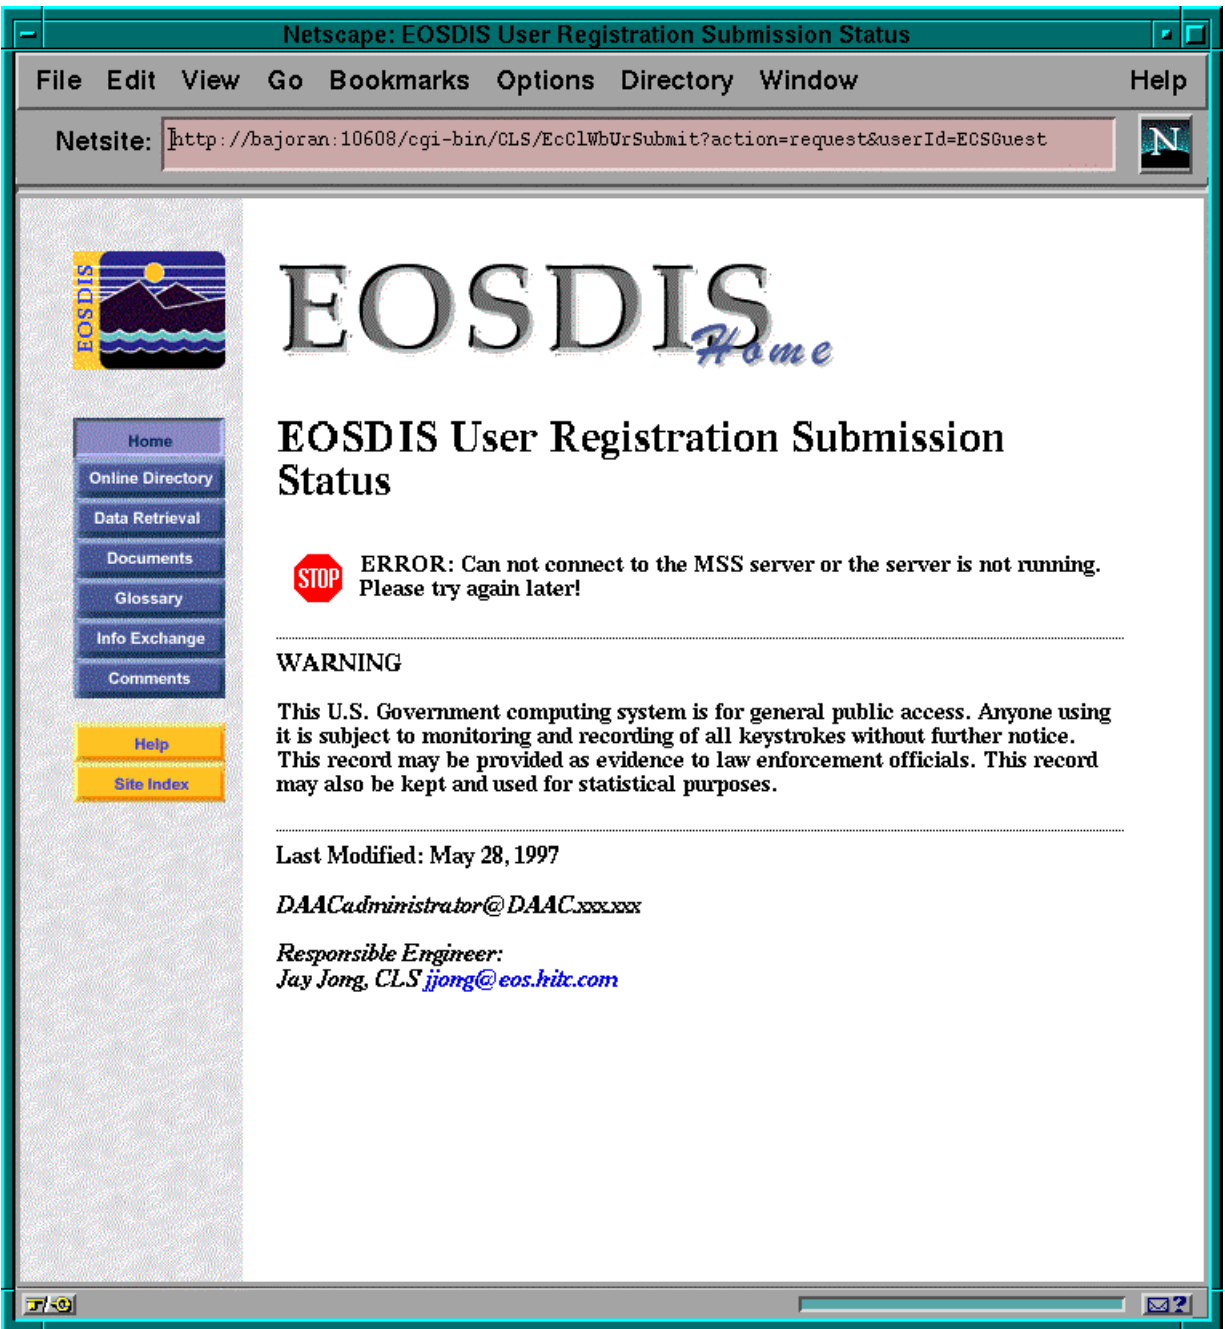 Netscape: EOSDIS User Registration Submission Status
File Edit View Go Bookmarks Options Directory Window Help
Netsite: http://bajoran:10608/cgi-bin/CLS/EcClWbUrSubmit?action=request&userId=ECSGuest
N
EOSDIS
EOSDIS
Home
Home
Online Directory
Data Retrieval
Documents
Glossary
Info Exchange
Comments
Help
Site Index
EOSDIS User Registration Submission
Status
STOP
ERROR: Can not connect to the MSS server or the server is not running.
Please try again later!
WARNING
This U.S. Government computing system is for general public access. Anyone using
it is subject to monitoring and recording of all keystrokes without further notice.
This record may be provided as evidence to law enforcement officials. This record
may also be kept and used for statistical purposes.
Last Modified: May 28, 1997
DAACadministrator@DAAC.xxx.xxx
Responsible Engineer:
Jay Jong, CLS jjong@eos.hitc.com
?